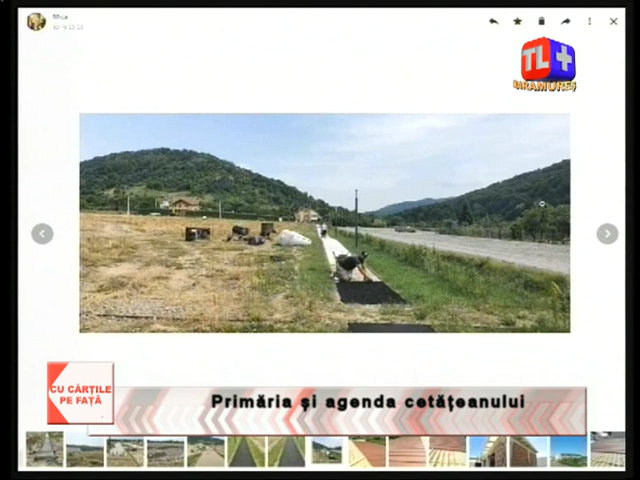 TL+
MARAMUREȘ
CU CĂRȚILE
PE FAȚĂ
Primăria și agenda cetățeanului